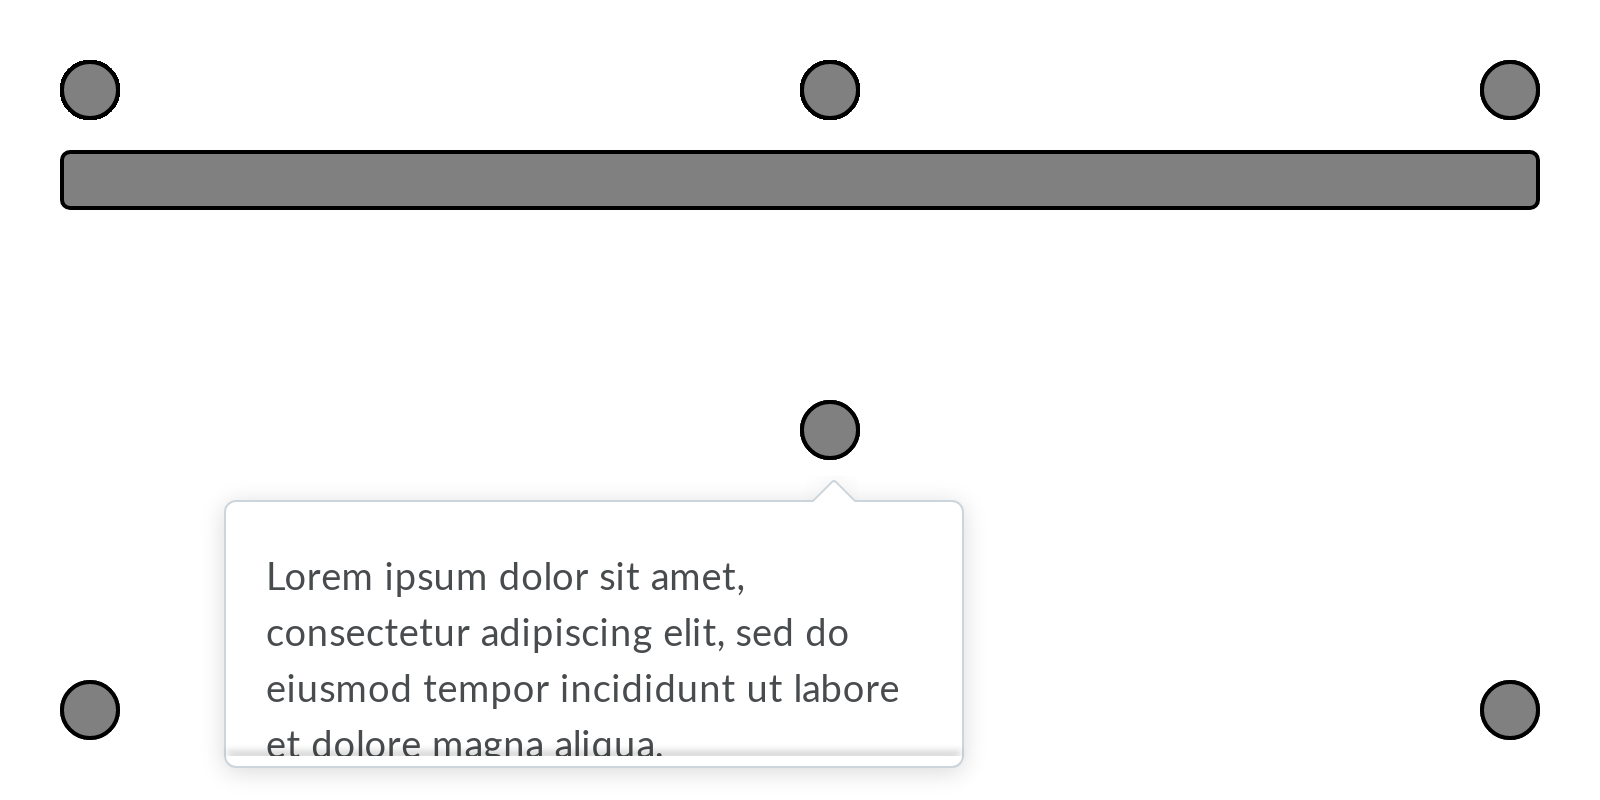 Lorem ipsum dolor sit amet,
consectetur adipiscing elit, sed do
eiusmod tempor incididunt ut labore
et dolore magna aliqua.